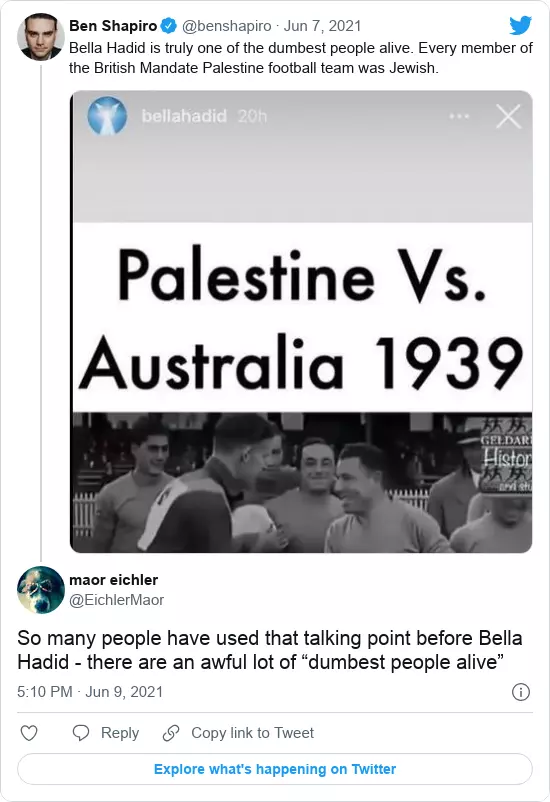 Ben Shapiro @benshapiro · Jun 7, 2021
Bella Hadid is truly one of the dumbest people alive. Every member of
the British Mandate Palestine football team was Jewish.
bellahadid 20h
Palestine Vs.
Australia 1939
GELDAR
Histor
and stu
maor eichler
@EichlerMaor
So many people have used that talking point before Bella
Hadid - there are an awful lot of “dumbest people alive”
5:10 PM · Jun 9, 2021
Reply
Copy link to Tweet
Explore what's happening on Twitter